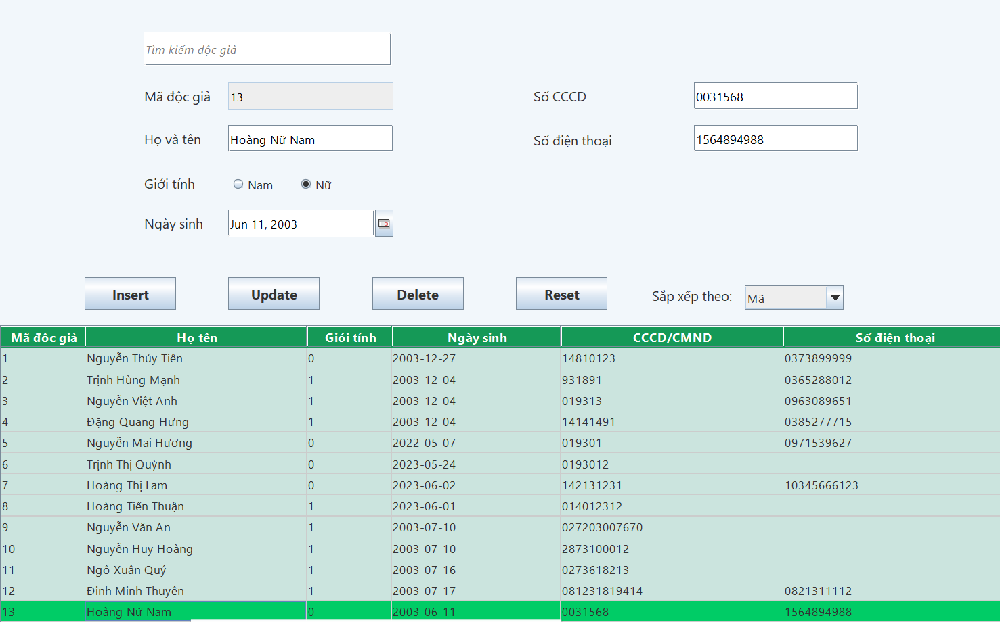 Tìm kiếm độc giả
Mã độc giả 13 Số CCCD 0031568
Họ và tên Hoàng Nữ Nam Số điện thoại 1564894988
Giới tính Nam Nữ
Ngày sinh Jun 11, 2003
Insert Update Delete Reset Sắp xếp theo: Mã
Mã đôc giả Họ tên Giói tính Ngày sinh CCCD/CMND Số điện thoại
1 Nguyễn Thủy Tiên 0 2003-12-27 14810123 0373899999
2 Trịnh Hùng Mạnh 1 2003-12-04 931891 0365288012
3 Nguyễn Việt Anh 1 2003-12-04 019313 0963089651
4 Đặng Quang Hưng 1 2003-12-04 14141491 0385277715
5 Nguyễn Mai Hương 0 2022-05-07 019301 0971539627
6 Trịnh Thị Quỳnh 0 2023-05-24 0193012
7 Hoàng Thị Lam 0 2023-06-02 142131231 10345666123
8 Hoàng Tiến Thuận 1 2023-06-01 014012312
9 Nguyễn Văn An 1 2003-07-10 027203007670
10 Nguyễn Huy Hoàng 1 2003-07-10 2873100012
11 Ngô Xuân Quý 1 2003-07-16 0273618213
12 Đinh Minh Thuyên 1 2003-07-17 081231819414 0821311112
13 Hoàng Nữ Nam 0 2003-06-11 0031568 1564894988